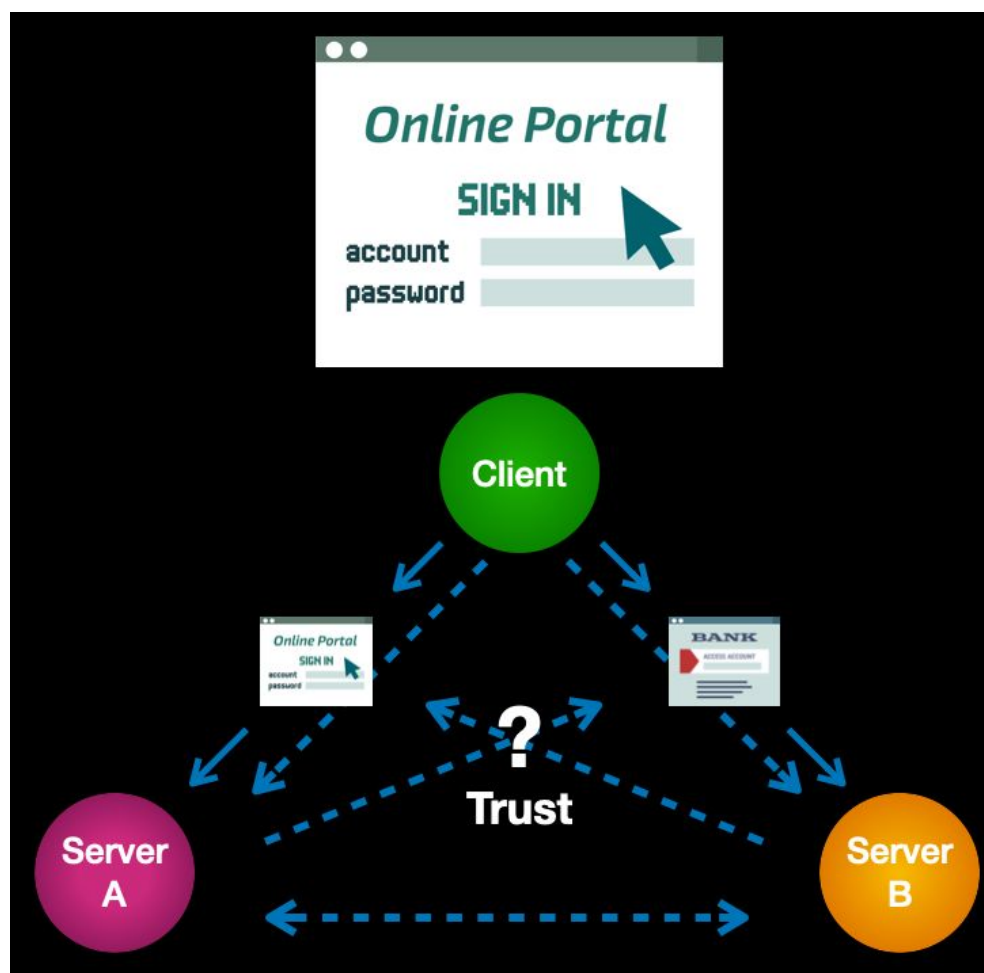 Online Portal
SIGN IN
account
password
Client
Online Portal
SIGN IN
account
password
BANK
ACCESS ACCOUNT
?
Trust
Server
A
Server
B